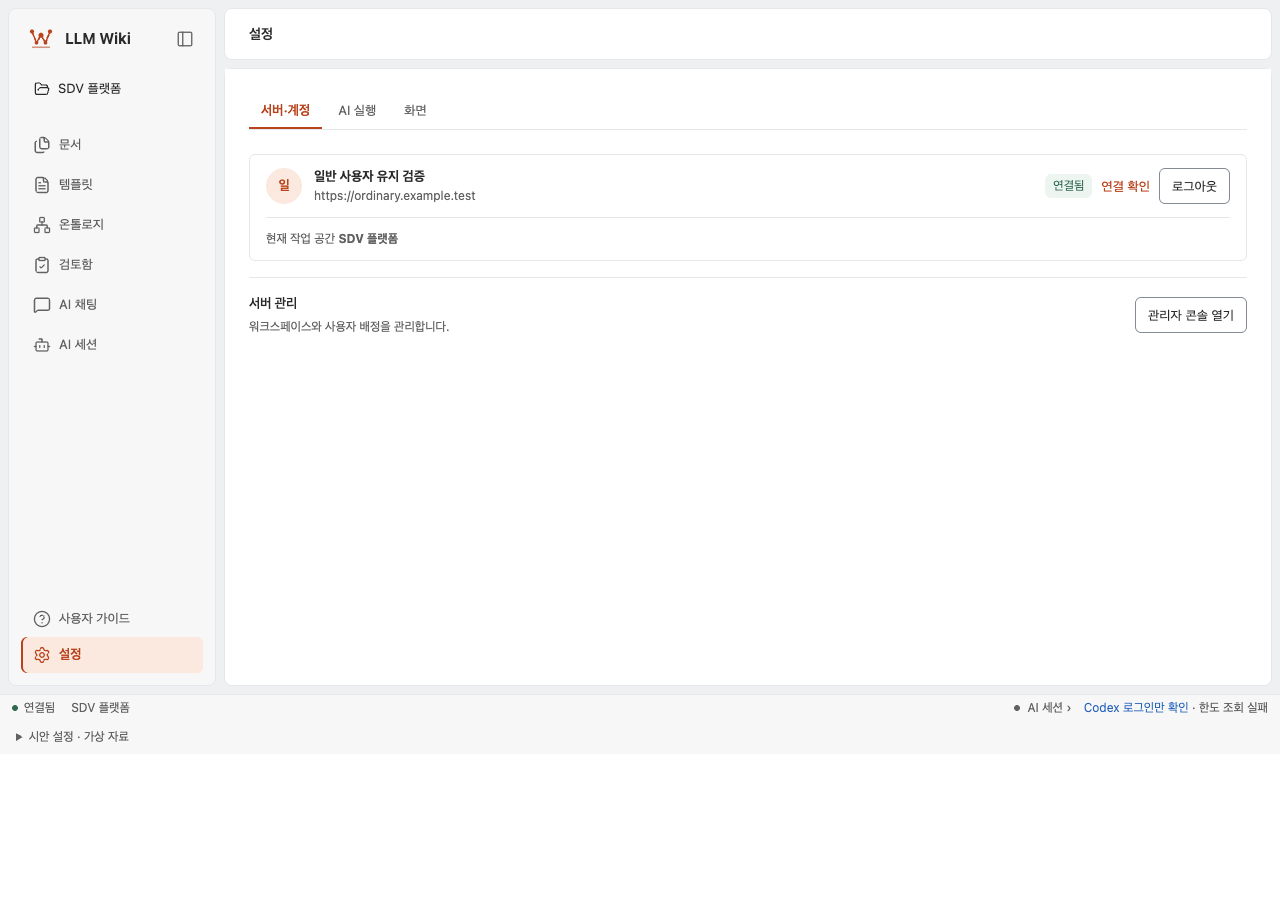 LLM Wiki
SDV 플랫폼
문서
템플릿
온톨로지
검토함
AI 채팅
AI 세션
사용자 가이드
설정
설정
서버·계정
AI 실행
화면
일
일반 사용자 유지 검증
https://ordinary.example.test
연결됨
연결 확인
로그아웃
현재 작업 공간 SDV 플랫폼
서버 관리
워크스페이스와 사용자 배정을 관리합니다.
관리자 콘솔 열기
연결됨 SDV 플랫폼
AI 세션 › Codex 로그인만 확인 · 한도 조회 실패
시안 설정 · 가상 자료